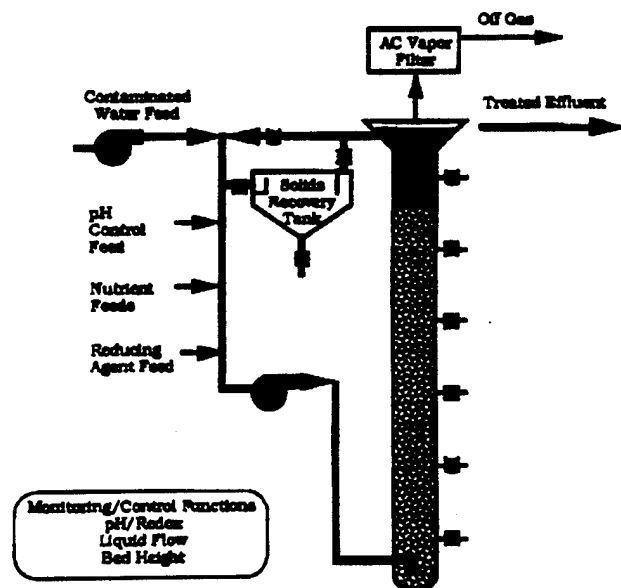 Off Gas
AC Vapor
Filter
Contaminated
Water Feed
Treated Effluent
Solids
Recovery
Tank
pH
Control
Feed
Nutrient
Feeds
Reducing
Agent Feed
Monitoring/Control Functions
pH/Redox
Liquid Flow
Bed Height